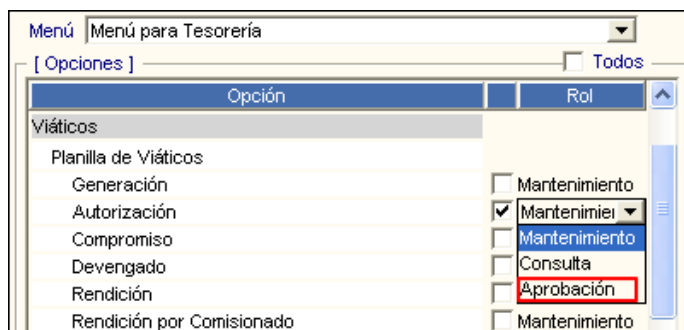 Menú Menú para Tesorería
[ Opciones ] Todos
Opción Rol
Viáticos
Planilla de Viáticos
Generación Mantenimiento
Autorización Mantenimie
Compromiso Mantenimiento
Devengado Consulta
Rendición Aprobación
Rendición por Comisionado Mantenimiento